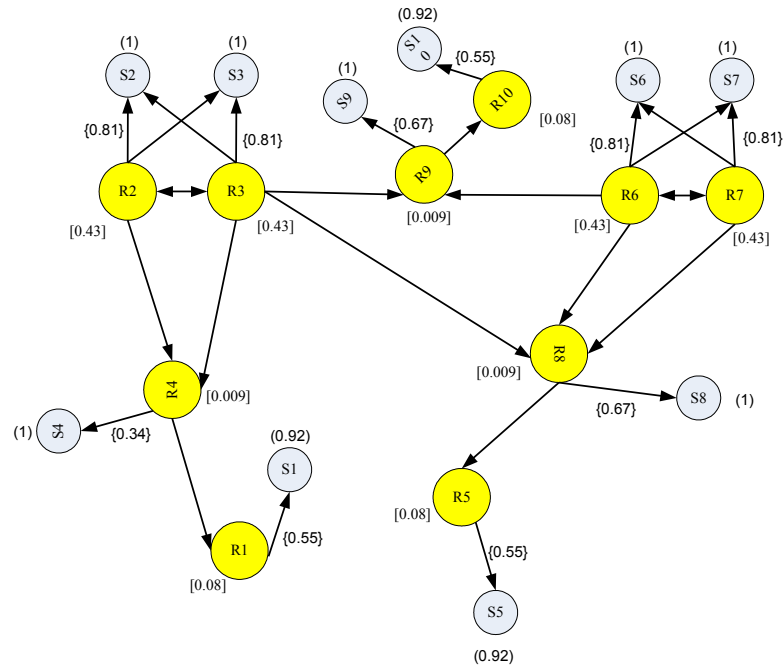 (0.92)
(1)
(1)
(1)
(1)
(1)
S2
S3
S1
0
{0.55}
S6
S7
S9
R10
{0.81}
{0.81}
{0.67}
[0.08]
{0.81}
{0.81}
R2
R3
R9
R6
R7
[0.43]
[0.43]
[0.009]
[0.43]
[0.43]
R8
[0.009]
R4
[0.009]
S8
(1)
{0.67}
(1)
S4
{0.34}
(0.92)
S1
R5
[0.08]
{0.55}
R1
{0.55}
[0.08]
S5
(0.92)